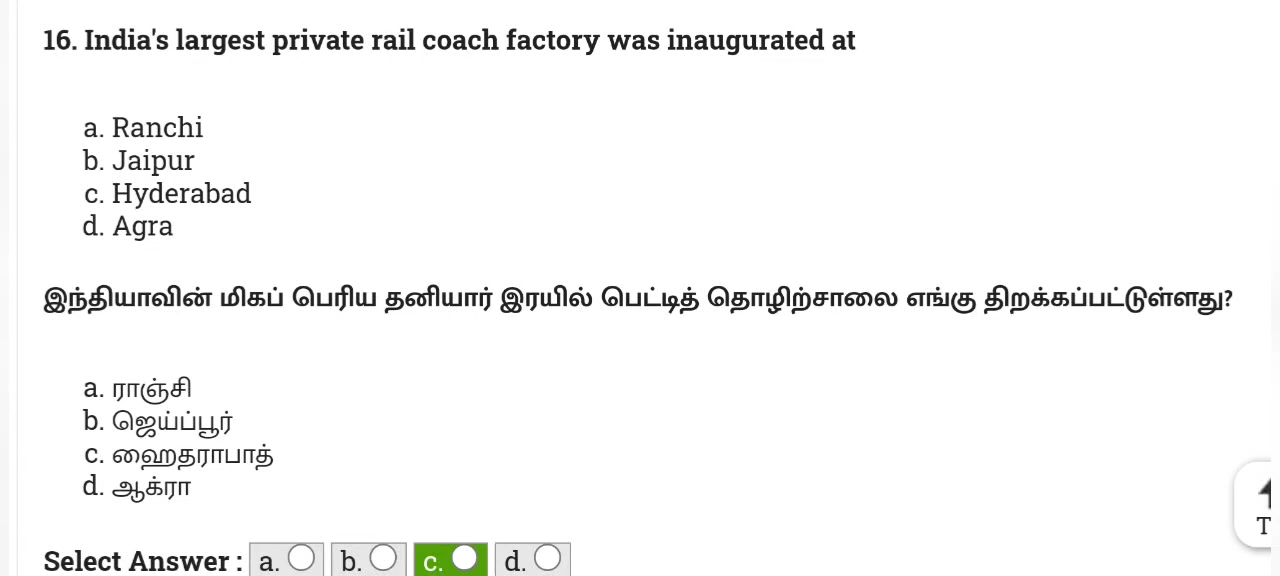 16. India's largest private rail coach factory was inaugurated at
a. Ranchi
b. Jaipur
c. Hyderabad
d. Agra
இந்தியாவின் மிகப் பெரிய தனியார் இரயில் பெட்டித் தொழிற்சாலை எங்கு திறக்கப்பட்டுள்ளது?
a. ராஞ்சி
b. ஜெய்ப்பூர்
c. ஹைதராபாத்
d. ஆக்ரா
Select Answer : a. b. c. d.